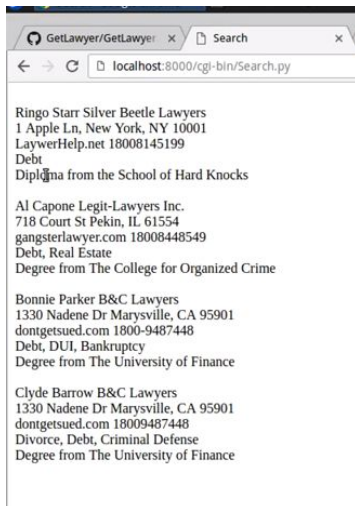 GetLawyer/GetLawyer
Search
localhost:8000/cgi-bin/Search.py
Ringo Starr Silver Beetle Lawyers
1 Apple Ln, New York, NY 10001
LaywerHelp.net 18008145199
Debt
Diploma from the School of Hard Knocks
Al Capone Legit-Lawyers Inc.
718 Court St Pekin, IL 61554
gangsterlawyer.com 18008448549
Debt, Real Estate
Degree from The College for Organized Crime
Bonnie Parker B&C Lawyers
1330 Nadene Dr Marysville, CA 95901
dontgetsued.com 1800-9487448
Debt, DUI, Bankruptcy
Degree from The University of Finance
Clyde Barrow B&C Lawyers
1330 Nadene Dr Marysville, CA 95901
dontgetsued.com 18009487448
Divorce, Debt, Criminal Defense
Degree from The University of Finance